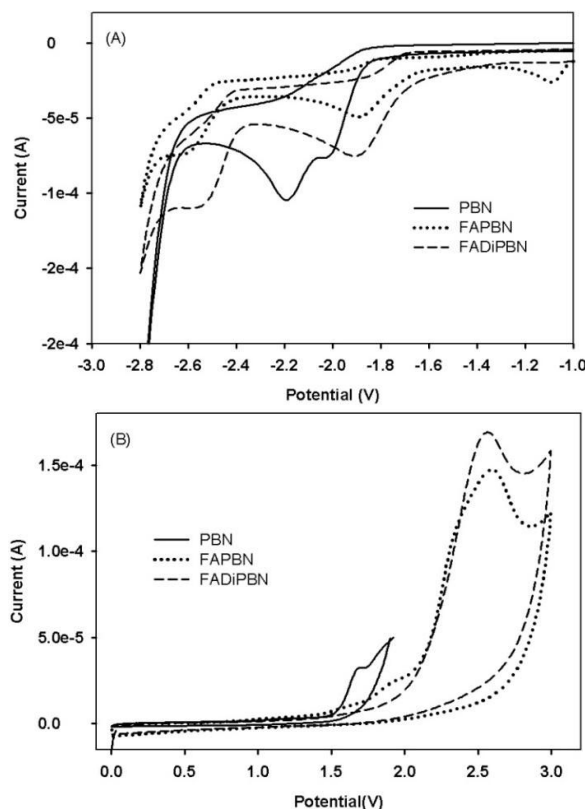 (A)
0
-5e-5
-1e-4
-2e-4
-2e-4
Current (A)
PBN
FAPBN
FADiPBN
-3.0 -2.8 -2.6 -2.4 -2.2 -2.0 -1.8 -1.6 -1.4 -1.2 -1.0
Potential (V)
(B)
1.5e-4
1.0e-4
5.0e-5
0.0
Current (A)
PBN
FAPBN
FADiPBN
0.0 0.5 1.0 1.5 2.0 2.5 3.0
Potential(V)